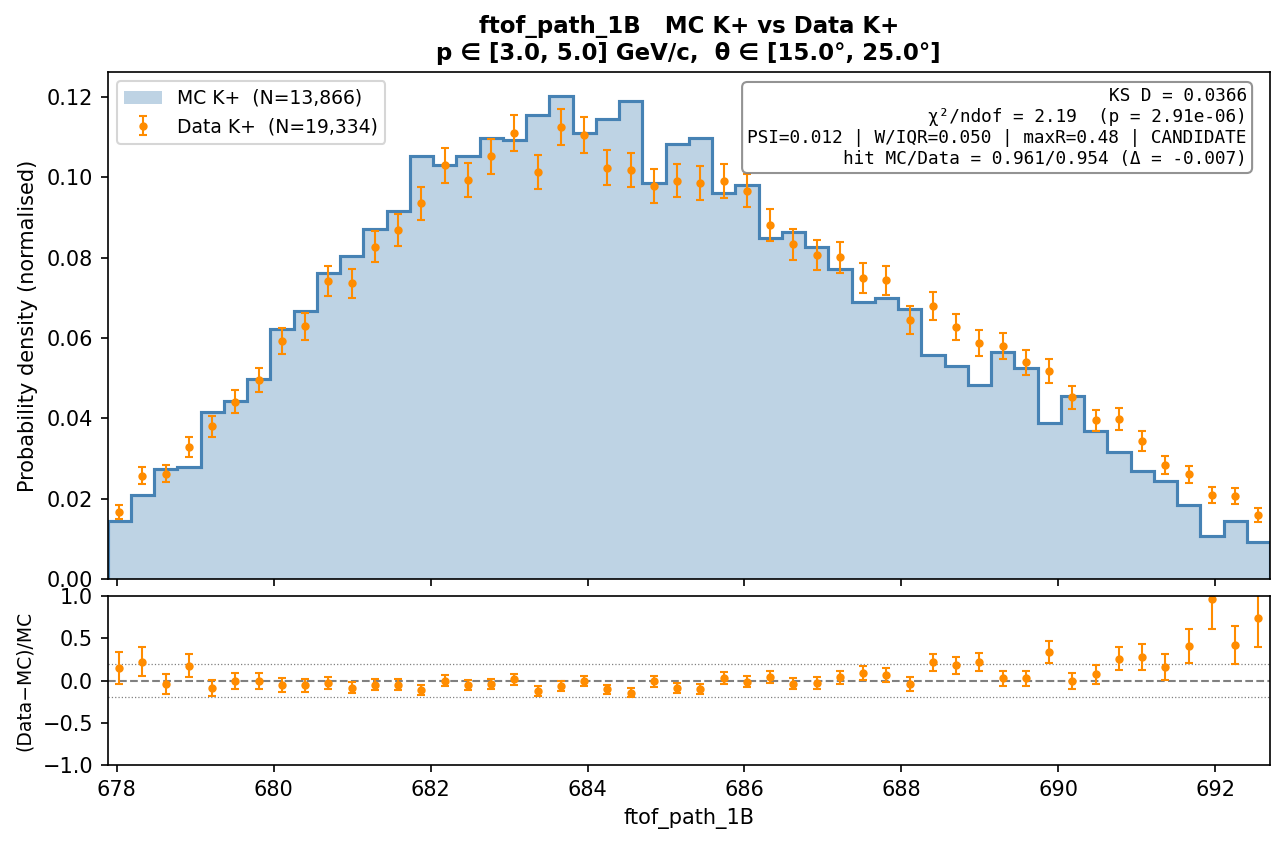 ftof_path_1B   MC K+ vs Data K+
p ∈ [3.0, 5.0] GeV/c,  θ ∈ [15.0°, 25.0°]
MC K+  (N=13,866)
Data K+  (N=19,334)
KS D = 0.0366
χ²/ndof = 2.19  (p = 2.91e-06)
PSI=0.012 | W/IQR=0.050 | maxR=0.48 | CANDIDATE
hit MC/Data = 0.961/0.954 (Δ = -0.007)
Probability density (normalised)
0.12
0.10
0.08
0.06
0.04
0.02
0.00
(Data−MC)/MC
1.0
0.5
0.0
−0.5
−1.0
678 680 682 684 686 688 690 692
ftof_path_1B